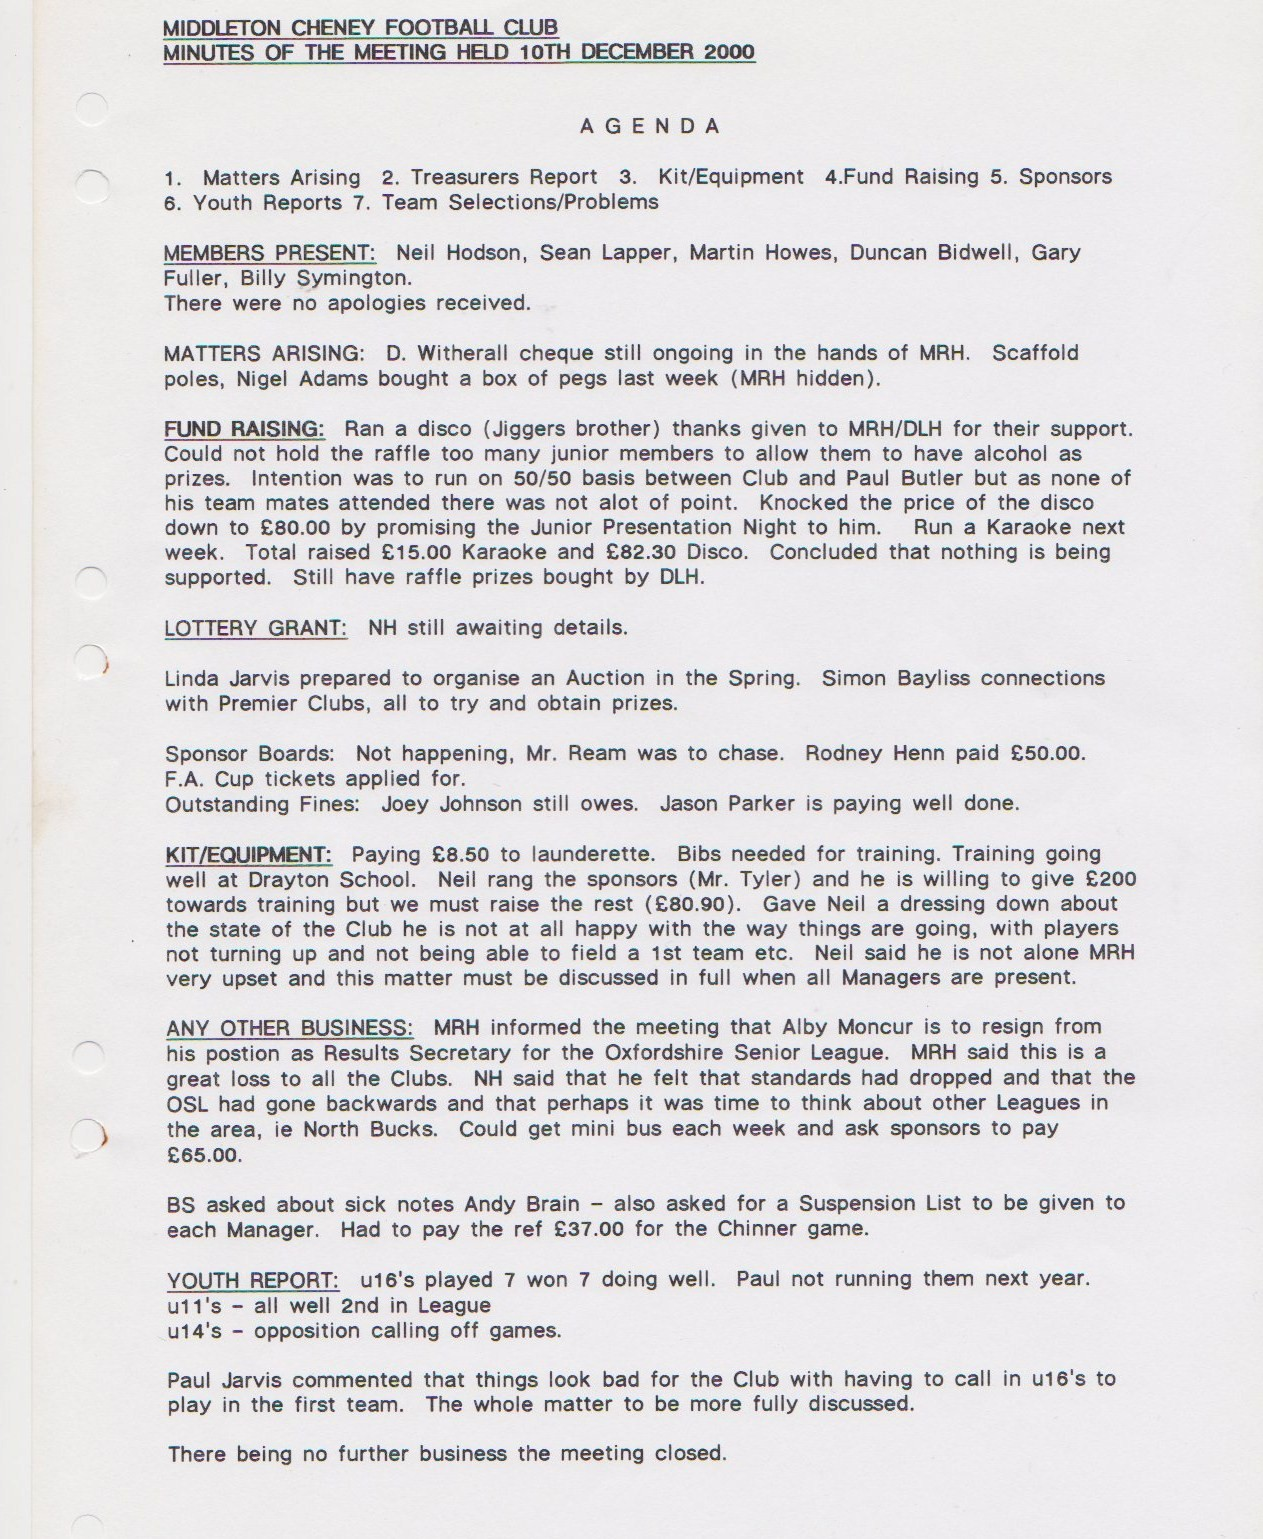 MIDDLETON CHENEY FOOTBALL CLUB
MINUTES OF THE MEETING HELD 10TH DECEMBER 2000
A G E N D A
1. Matters Arising 2. Treasurers Report 3. Kit/Equipment 4.Fund Raising 5. Sponsors
6. Youth Reports 7. Team Selections/Problems
MEMBERS PRESENT: Neil Hodson, Sean Lapper, Martin Howes, Duncan Bidwell, Gary
Fuller, Billy Symington.
There were no apologies received.
MATTERS ARISING: D. Witherall cheque still ongoing in the hands of MRH. Scaffold
poles, Nigel Adams bought a box of pegs last week (MRH hidden).
FUND RAISING: Ran a disco (Jiggers brother) thanks given to MRH/DLH for their support.
Could not hold the raffle too many junior members to allow them to have alcohol as
prizes. Intention was to run on 50/50 basis between Club and Paul Butler but as none of
his team mates attended there was not alot of point. Knocked the price of the disco
down to £80.00 by promising the Junior Presentation Night to him. Run a Karaoke next
week. Total raised £15.00 Karaoke and £82.30 Disco. Concluded that nothing is being
supported. Still have raffle prizes bought by DLH.
LOTTERY GRANT: NH still awaiting details.
Linda Jarvis prepared to organise an Auction in the Spring. Simon Bayliss connections
with Premier Clubs, all to try and obtain prizes.
Sponsor Boards: Not happening, Mr. Ream was to chase. Rodney Henn paid £50.00.
F.A. Cup tickets applied for.
Outstanding Fines: Joey Johnson still owes. Jason Parker is paying well done.
KIT/EQUIPMENT: Paying £8.50 to launderette. Bibs needed for training. Training going
well at Drayton School. Neil rang the sponsors (Mr. Tyler) and he is willing to give £200
towards training but we must raise the rest (£80.90). Gave Neil a dressing down about
the state of the Club he is not at all happy with the way things are going, with players
not turning up and not being able to field a 1st team etc. Neil said he is not alone MRH
very upset and this matter must be discussed in full when all Managers are present.
ANY OTHER BUSINESS: MRH informed the meeting that Alby Moncur is to resign from
his postion as Results Secretary for the Oxfordshire Senior League. MRH said this is a
great loss to all the Clubs. NH said that he felt that standards had dropped and that the
OSL had gone backwards and that perhaps it was time to think about other Leagues in
the area, ie North Bucks. Could get mini bus each week and ask sponsors to pay
£65.00.
BS asked about sick notes Andy Brain - also asked for a Suspension List to be given to
each Manager. Had to pay the ref £37.00 for the Chinner game.
YOUTH REPORT: u16's played 7 won 7 doing well. Paul not running them next year.
u11's - all well 2nd in League
u14's - opposition calling off games.
Paul Jarvis commented that things look bad for the Club with having to call in u16's to
play in the first team. The whole matter to be more fully discussed.
There being no further business the meeting closed.